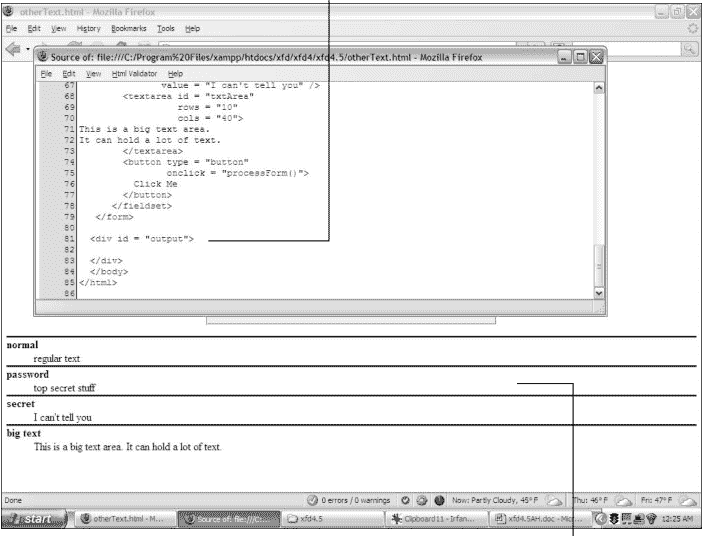 otherText.html - Mozilla Firefox
File Edit View History Bookmarks Tools Help
Source of: file:///C:/Program%20Files/xampp/htdocs/xfd/xfd4/xfd4.5/otherText.html - Mozilla Firefox
File Edit View Html Validator Help
67 value = "I can't tell you" />
68 <textarea id = "txtArea"
69 rows = "10"
70 cols = "40">
71 This is a big text area.
72 It can hold a lot of text.
73 </textarea>
74 <button type = "button"
75 onclick = "processForm()">
76 Click Me
77 </button>
78 </fieldset>
79 </form>
80
81 <div id = "output">
82
83 </div>
84 </body>
85 </html>
86
normal
regular text
password
top secret stuff
secret
I can't tell you
big text
This is a big text area. It can hold a lot of text.
Done 0 errors / 0 warnings Now: Partly Cloudy, 45° F Thu: 46° F Fri: 47° F
start otherText.html - M... Source of: file:///C:... xfd4.5 Clipboard11 - Irfan... xfd4.5AH.doc - Micr... 12:25 AM